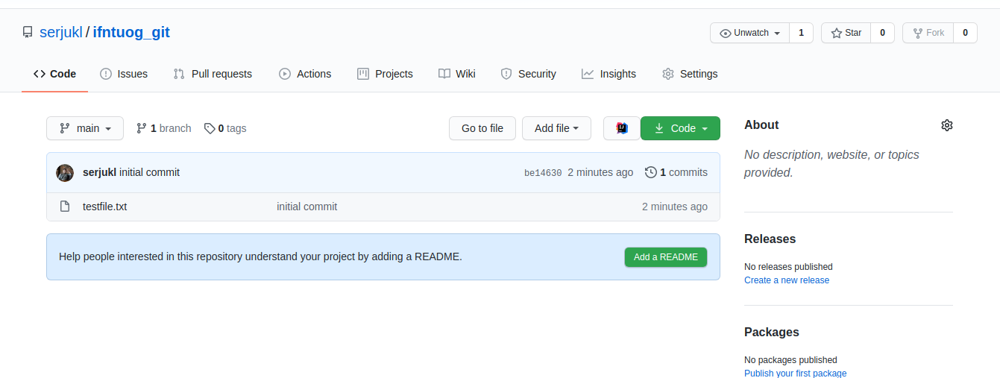 serjukl / ifntuog_git
Unwatch 1 Star 0 Fork 0
Code Issues Pull requests Actions Projects Wiki Security Insights Settings
main 1 branch 0 tags Go to file Add file IJ Code
serjukl initial commit be14630 2 minutes ago 1 commits
testfile.txt initial commit 2 minutes ago
Help people interested in this repository understand your project by adding a README. Add a README
About
No description, website, or topics
provided.
Releases
No releases published
Create a new release
Packages
No packages published
Publish your first package